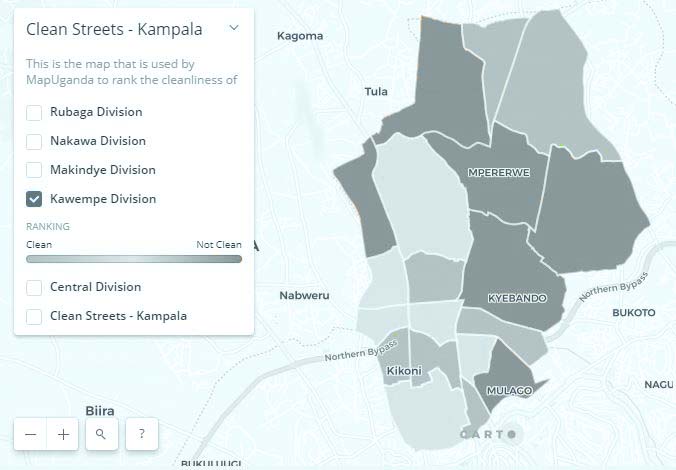 Clean Streets - Kampala
This is the map that is used by
MapUganda to rank the cleanliness of
Rubaga Division
Nakawa Division
Makindye Division
Kawempe Division
RANKING
Clean Not Clean
Central Division
Clean Streets - Kampala
?
Kagoma
Tula
MPERERWE
A
Nabweru
KYEBANDO
Northern Bypass
BUKOTO
Northern Bypass
Kikoni
MULAGO
NAGU
Biira
CARTO
BUKULUUGI